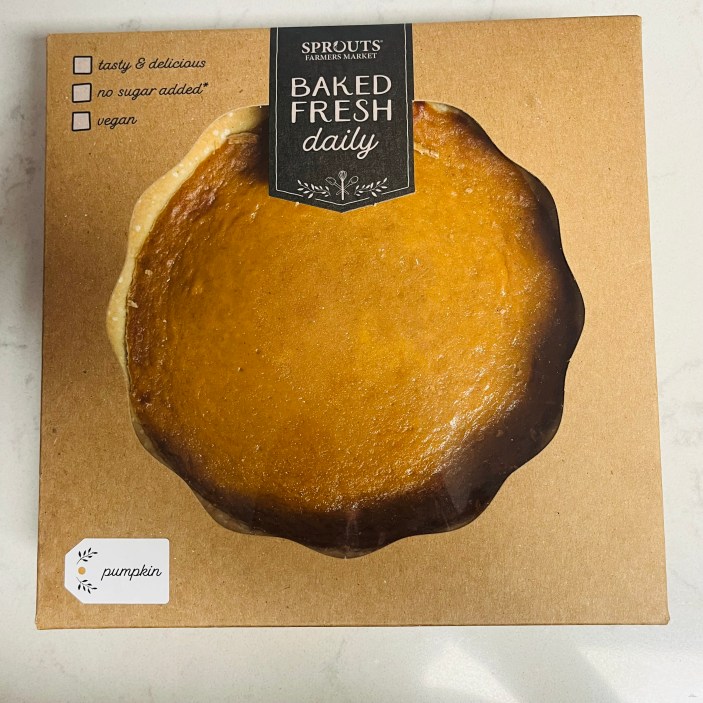 SPROUTS®
FARMERS MARKET
BAKED
FRESH
daily
tasty & delicious
no sugar added*
vegan
pumpkin